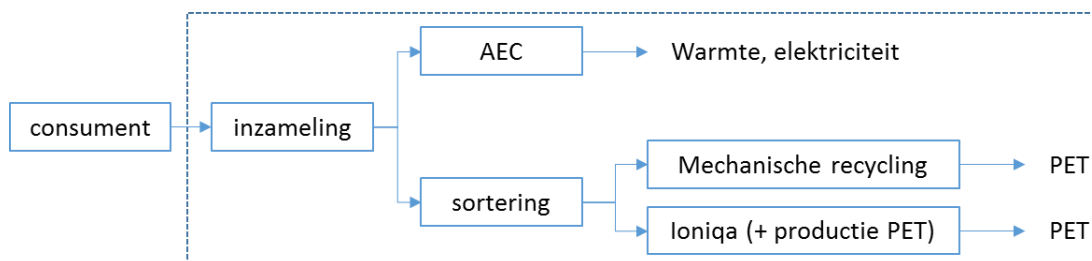 AEC
Warmte, elektriciteit
consument
inzameling
Mechanische recycling
PET
sortering
Ioniqa (+ productie PET)
PET